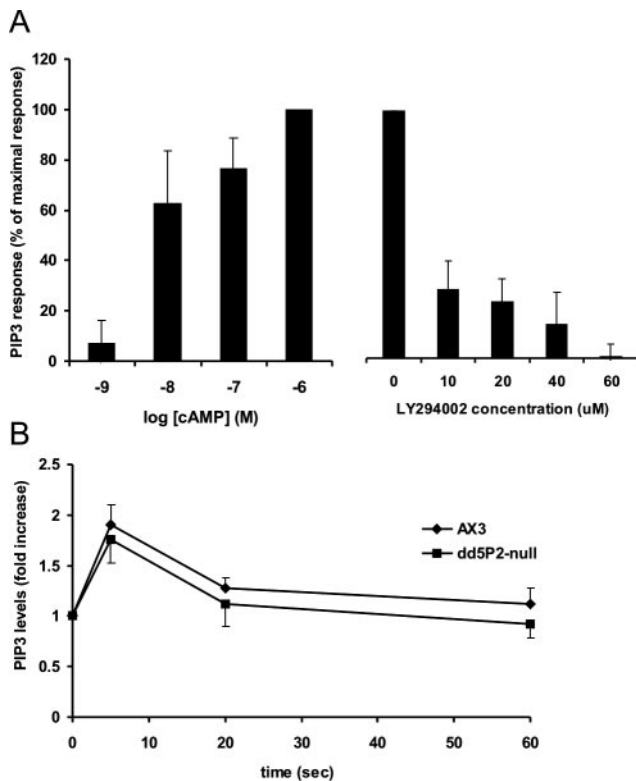 A
PIP3 response (% of maximal response)
120
100
80
60
40
20
0
-9 -8 -7 -6
log [cAMP] (M)
0 10 20 40 60
LY294002 concentration (uM)
B
PIP3 levels (fold increase)
2.5
2
1.5
1
0.5
0
0 10 20 30 40 50 60
time (sec)
AX3
dd5P2-null